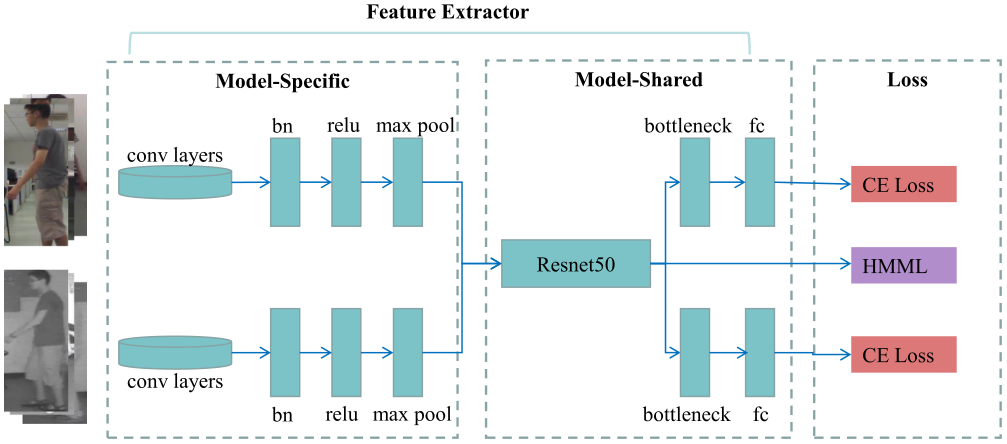 Feature Extractor
Model-Specific
Model-Shared
Loss
bn
relu
max pool
bottleneck
fc
conv layers
CE Loss
Resnet50
HMML
CE Loss
conv layers
bn
relu
max pool
bottleneck
fc